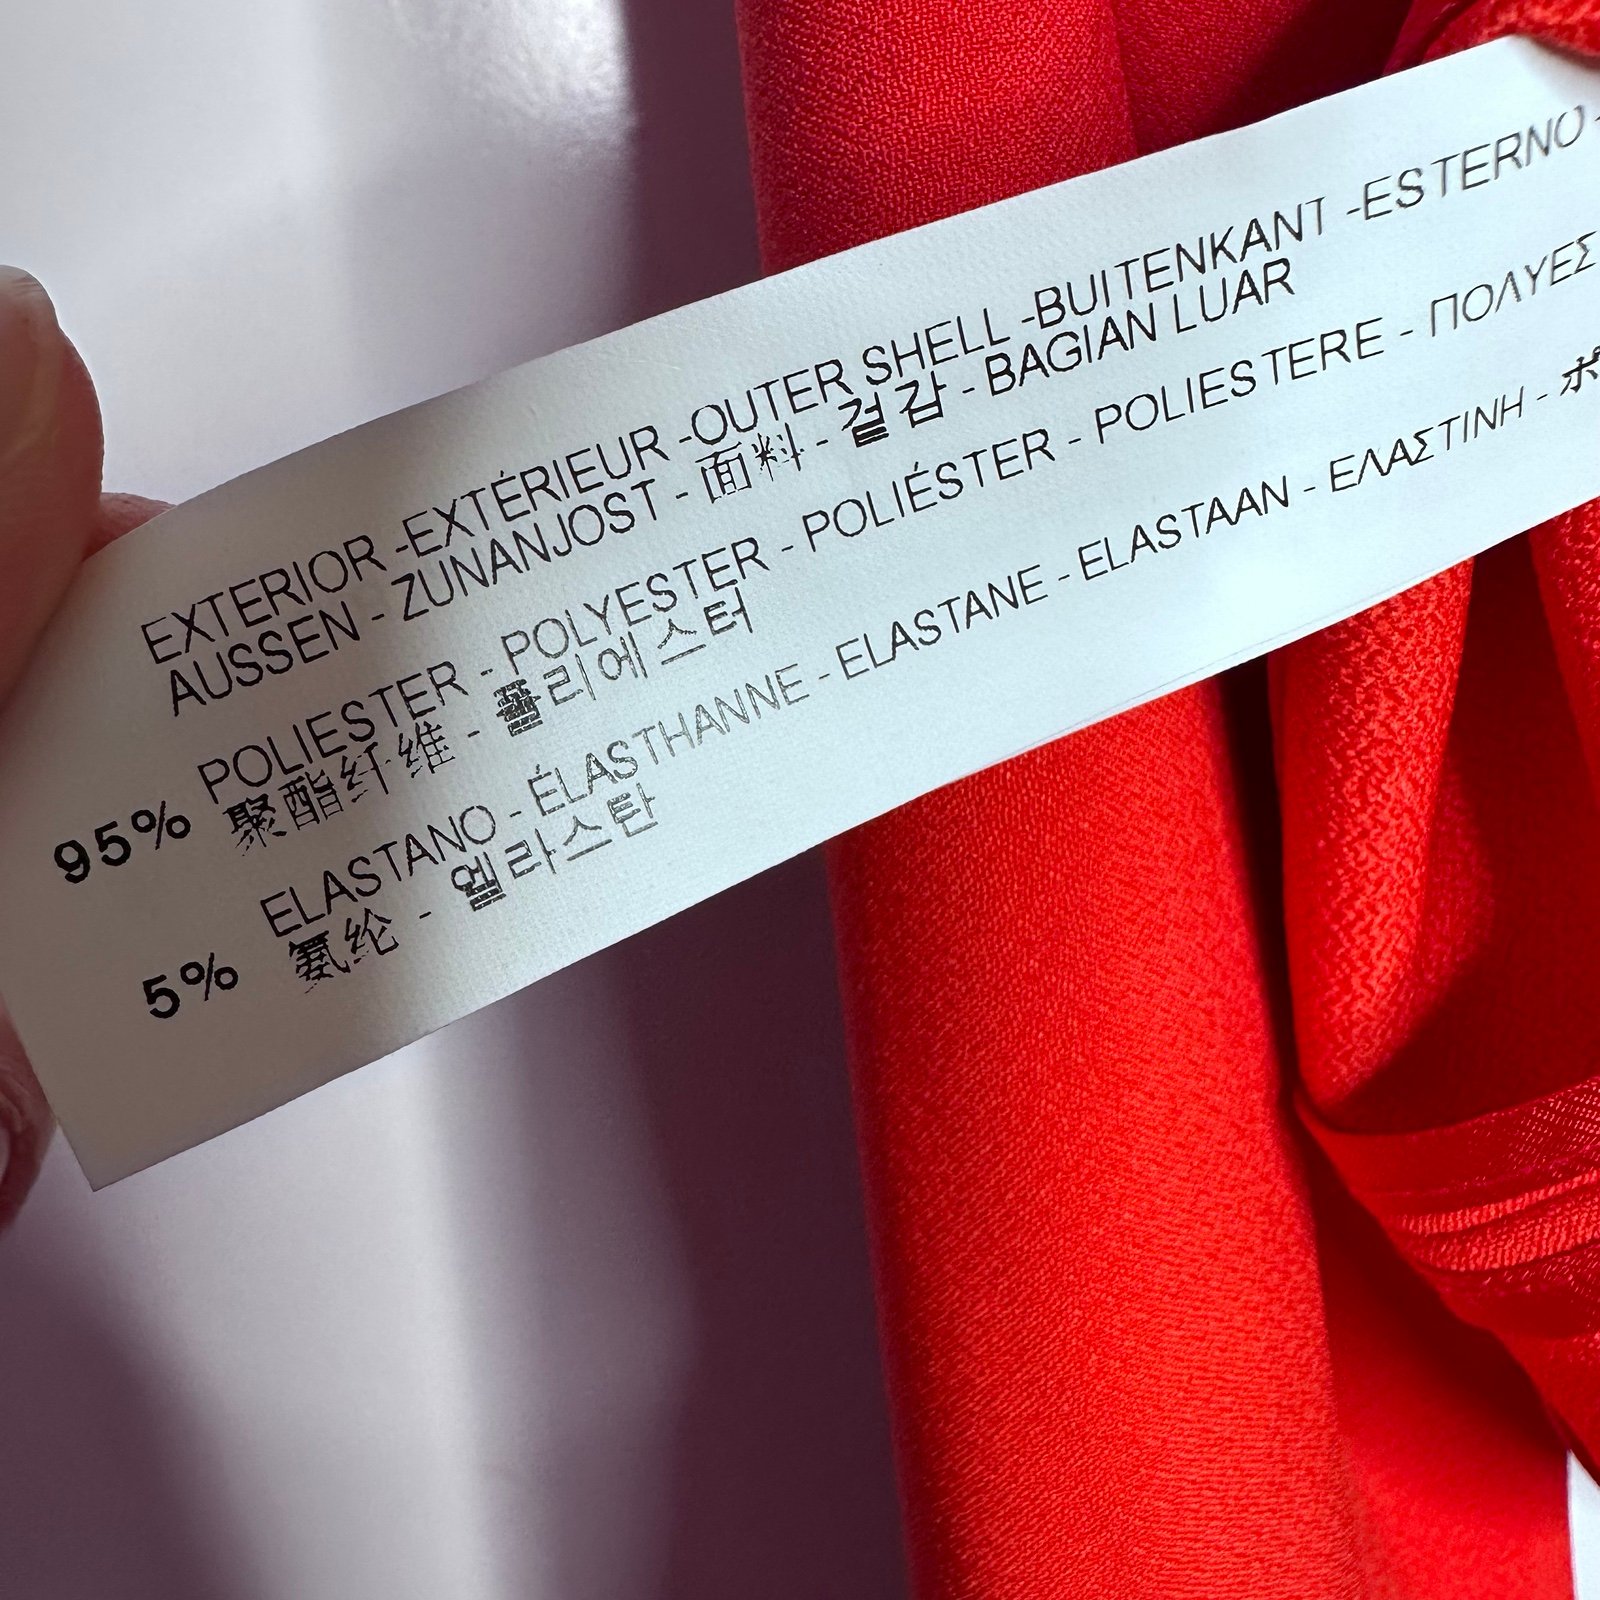 EXTERIOR -EXTÉRIEUR -OUTER SHELL -BUITENKANT -ESTERNO -
AUSSEN - ZUNANJOST - 面料 - 겉감 - BAGIAN LUAR
95% POLIESTER - POLYESTER - POLIÉSTER - POLIESTERE - ΠΟΛΥΕΣ
聚酯纤维 - 폴리에스터
5% ELASTANO - ÉLASTHANNE - ELASTANE - ELASTAAN - ΕΛΑΣΤΙΝΗ - ポ
氨纶 - 엘라스탄